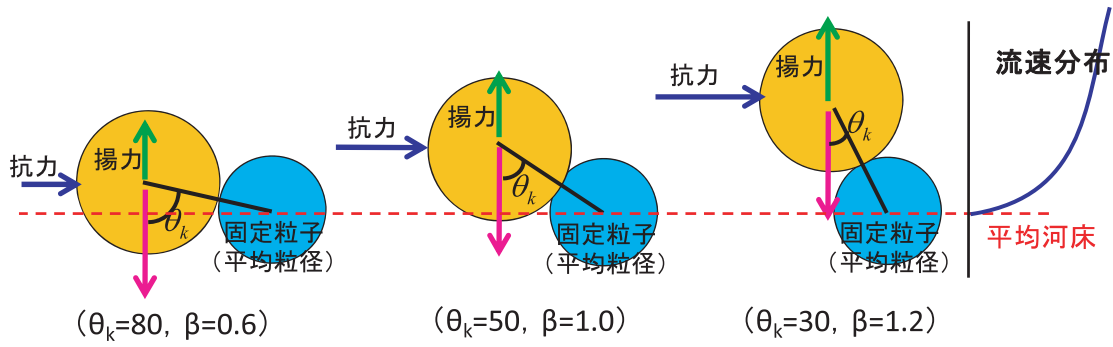 抗力
揚力
θk
固定粒子
（平均粒径）
（θk=80, β=0.6）
抗力
揚力
θk
固定粒子
（平均粒径）
（θk=50, β=1.0）
抗力
揚力
θk
固定粒子
（平均粒径）
（θk=30, β=1.2）
流速分布
平均河床